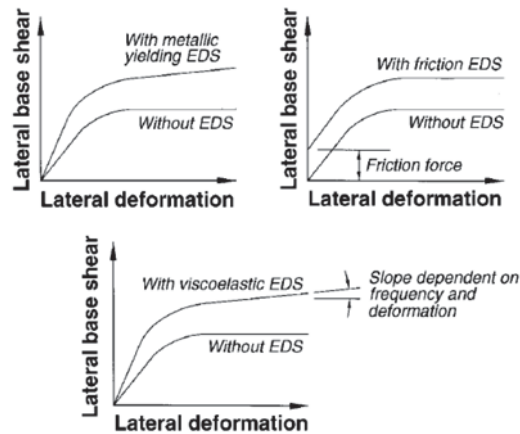 Lateral base shear
With metallic
yielding EDS
Without EDS
Lateral deformation
Lateral base shear
With friction EDS
Without EDS
Friction force
Lateral deformation
Lateral base shear
With viscoelastic EDS
Without EDS
Slope dependent on
frequency and
deformation
Lateral deformation